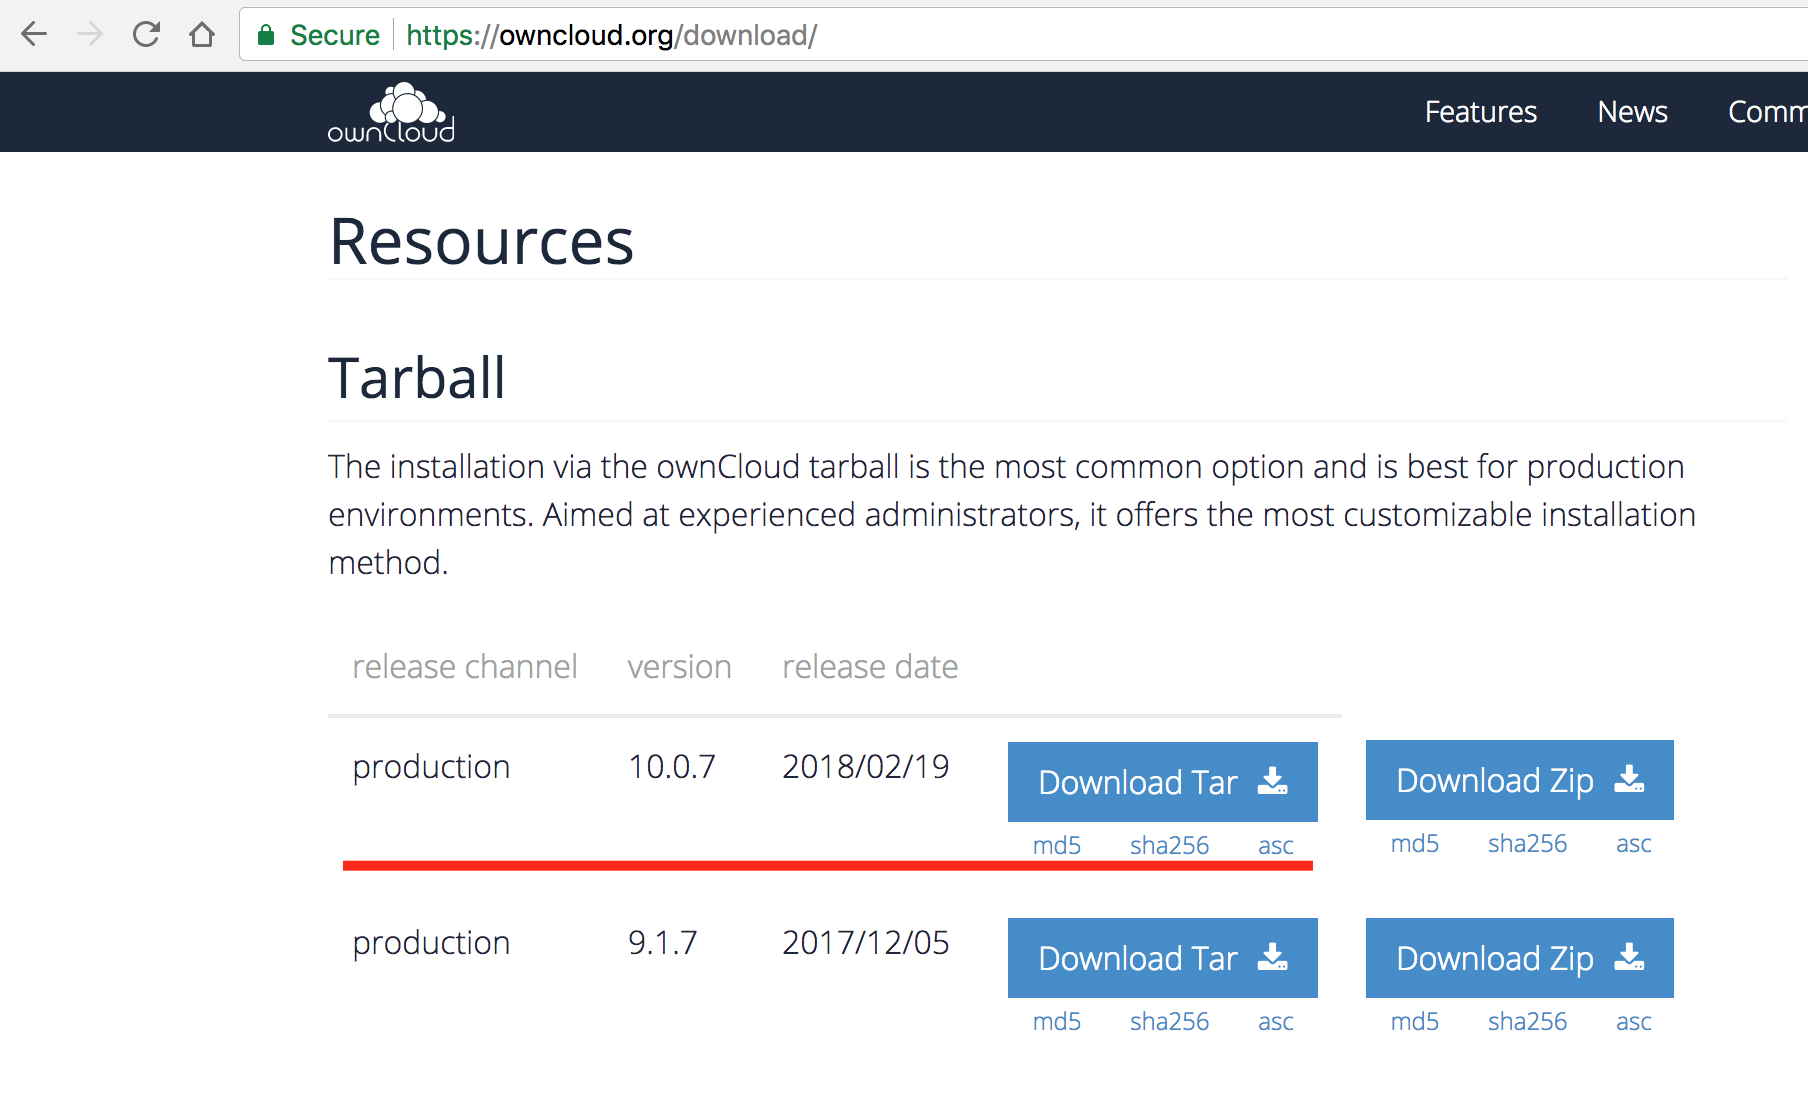 Secure https://owncloud.org/download/
ownCloud
Features News Comm
Resources
Tarball
The installation via the ownCloud tarball is the most common option and is best for production
environments. Aimed at experienced administrators, it offers the most customizable installation
method.
release channel version release date
production 10.0.7 2018/02/19 Download Tar Download Zip
md5 sha256 asc md5 sha256 asc
production 9.1.7 2017/12/05 Download Tar Download Zip
md5 sha256 asc md5 sha256 asc